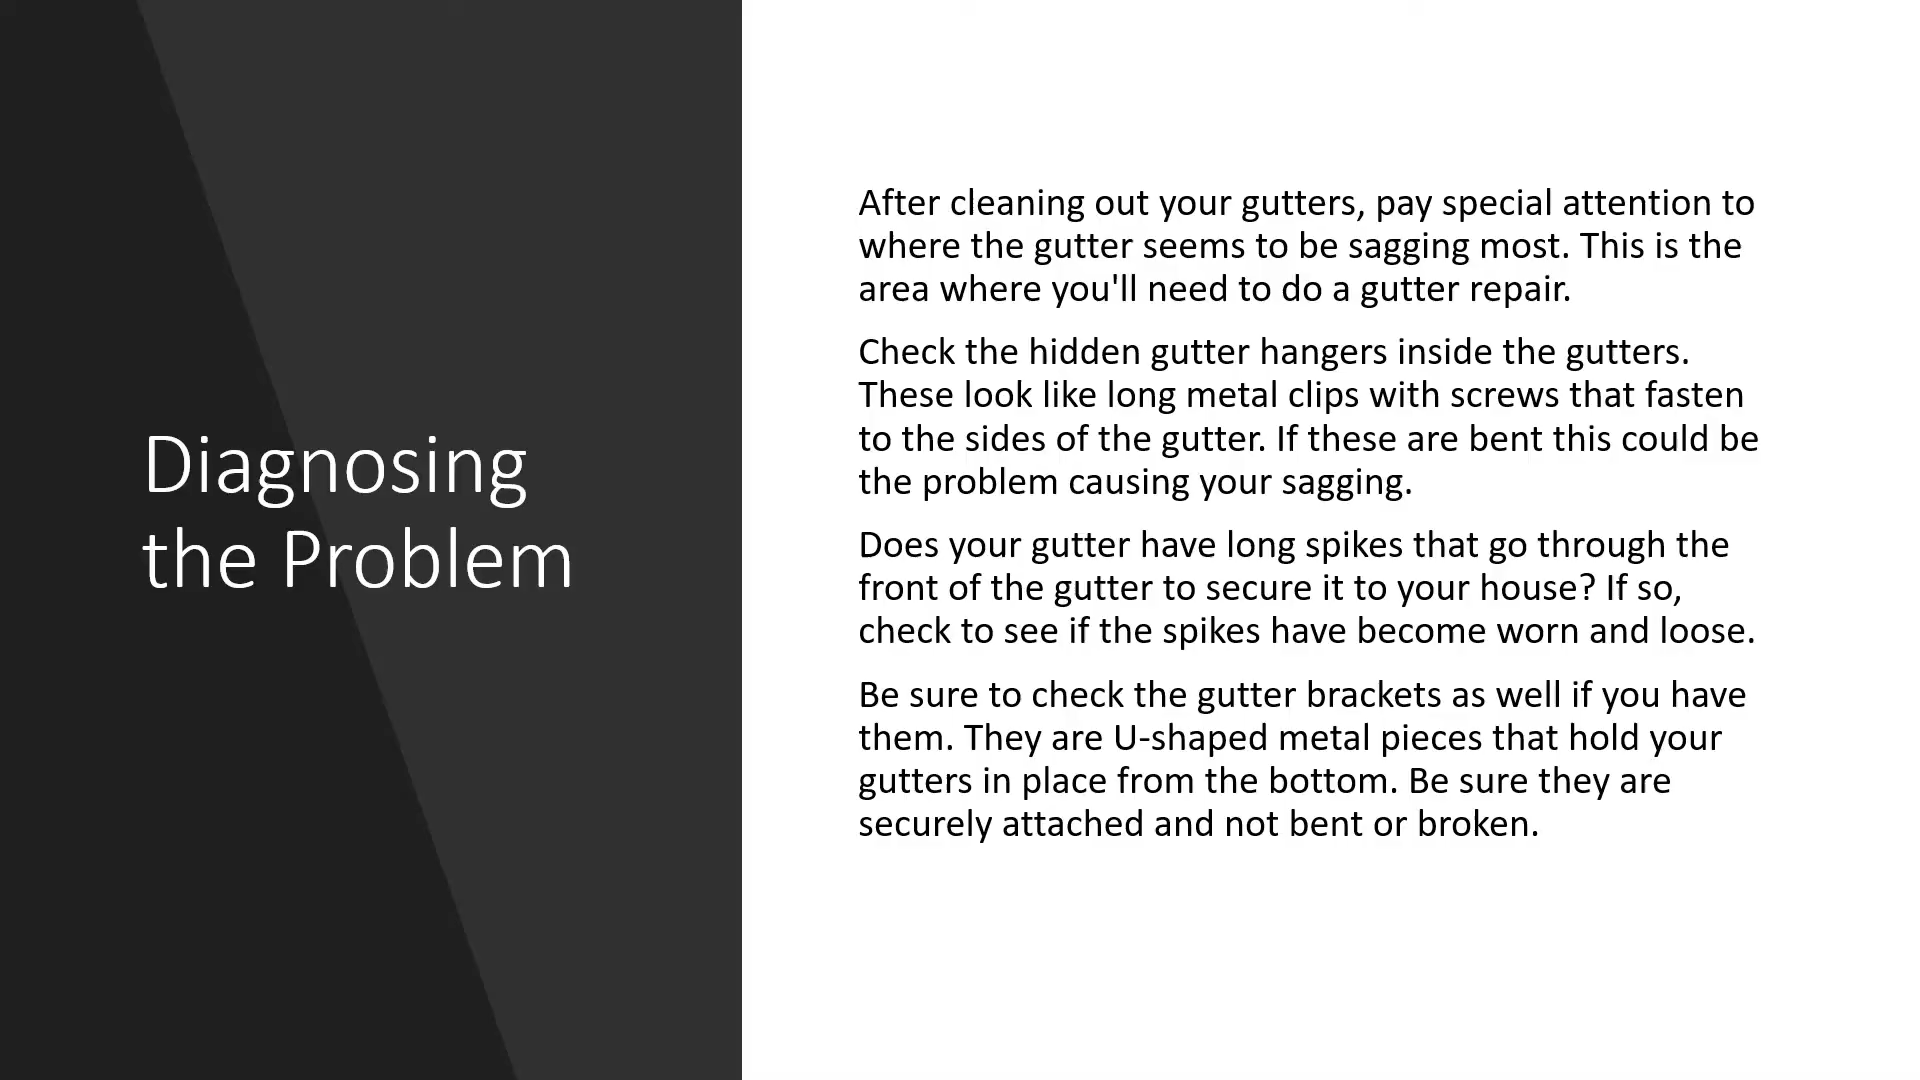 Diagnosing
the Problem
After cleaning out your gutters, pay special attention to
where the gutter seems to be sagging most. This is the
area where you'll need to do a gutter repair.
Check the hidden gutter hangers inside the gutters.
These look like long metal clips with screws that fasten
to the sides of the gutter. If these are bent this could be
the problem causing your sagging.
Does your gutter have long spikes that go through the
front of the gutter to secure it to your house? If so,
check to see if the spikes have become worn and loose.
Be sure to check the gutter brackets as well if you have
them. They are U-shaped metal pieces that hold your
gutters in place from the bottom. Be sure they are
securely attached and not bent or broken.